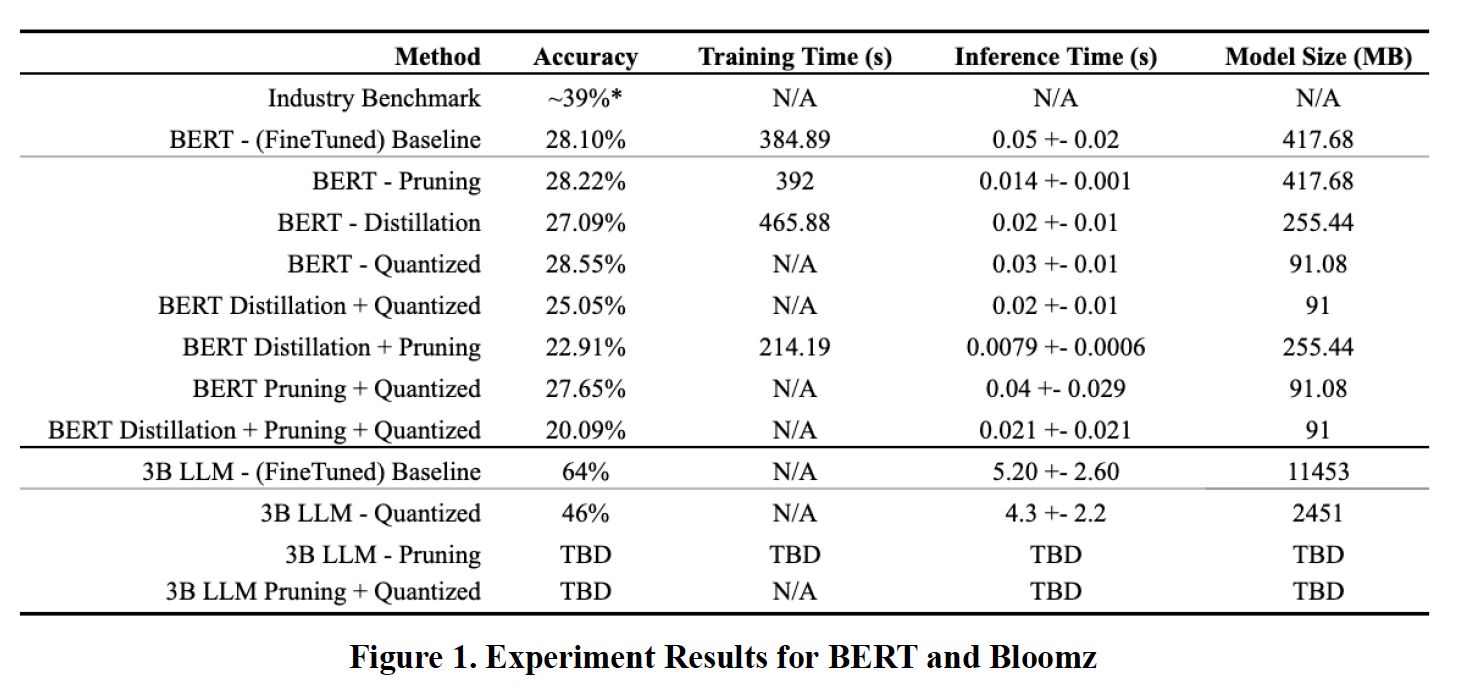 Method Accuracy Training Time (s) Inference Time (s) Model Size (MB)
Industry Benchmark ~39%* N/A N/A N/A
BERT - (FineTuned) Baseline 28.10% 384.89 0.05 +- 0.02 417.68
BERT - Pruning 28.22% 392 0.014 +- 0.001 417.68
BERT - Distillation 27.09% 465.88 0.02 +- 0.01 255.44
BERT - Quantized 28.55% N/A 0.03 +- 0.01 91.08
BERT Distillation + Quantized 25.05% N/A 0.02 +- 0.01 91
BERT Distillation + Pruning 22.91% 214.19 0.0079 +- 0.0006 255.44
BERT Pruning + Quantized 27.65% N/A 0.04 +- 0.029 91.08
BERT Distillation + Pruning + Quantized 20.09% N/A 0.021 +- 0.021 91
3B LLM - (FineTuned) Baseline 64% N/A 5.20 +- 2.60 11453
3B LLM - Quantized 46% N/A 4.3 +- 2.2 2451
3B LLM - Pruning TBD TBD TBD TBD
3B LLM Pruning + Quantized TBD N/A TBD TBD
Figure 1. Experiment Results for BERT and Bloomz